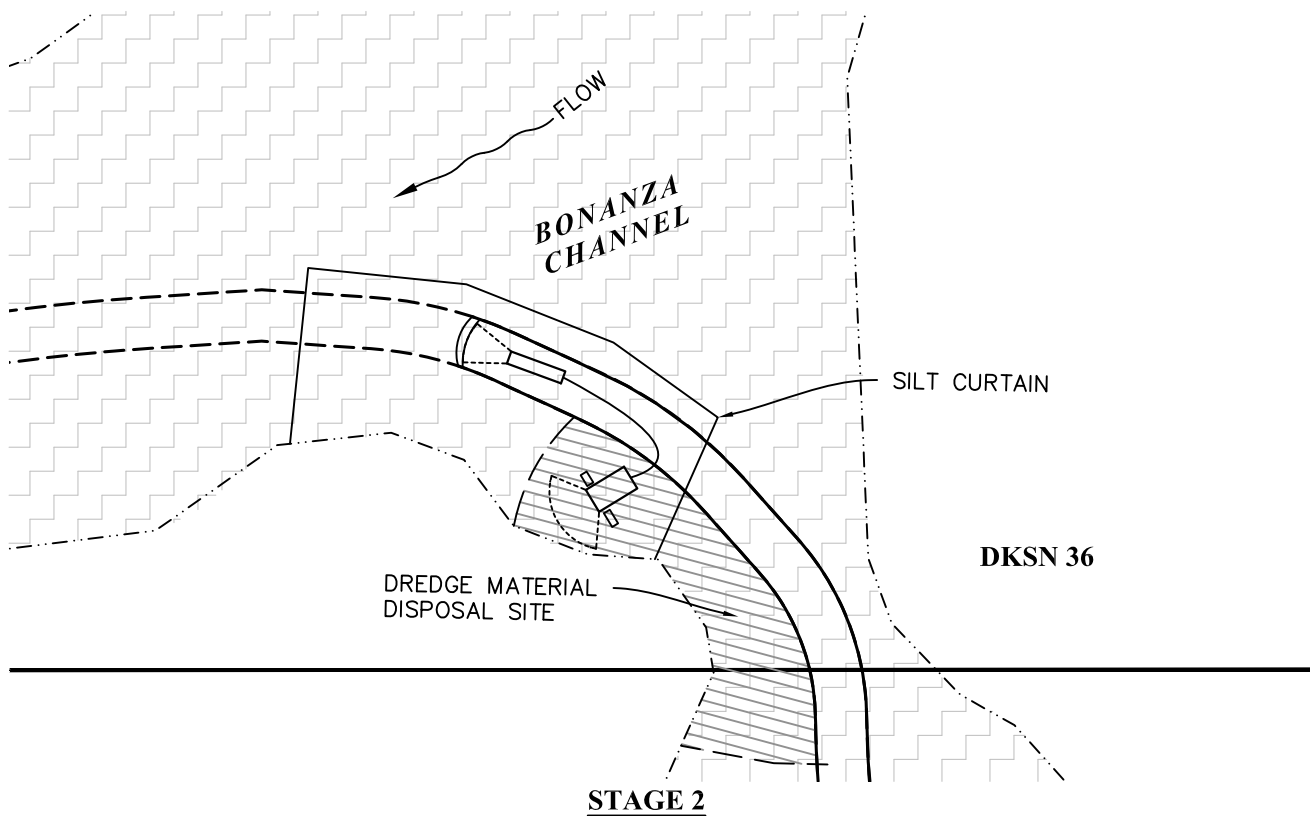 FLOW
BONANZA
CHANNEL
SILT CURTAIN
DKSN 36
DREDGE MATERIAL
DISPOSAL SITE
STAGE 2